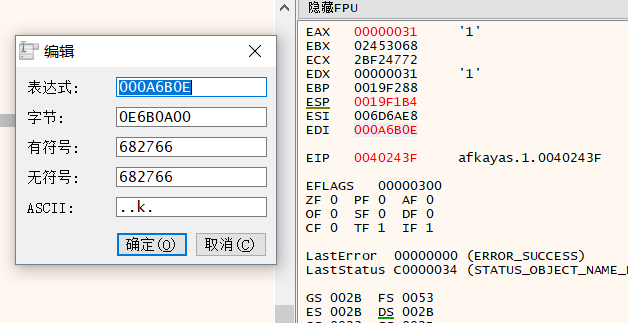 编辑
表达式: 000A6B0E
字节: 0E6B0A00
有符号: 682766
无符号: 682766
ASCII: ..k.
确定(O) 取消(C)
隐藏FPU
EAX 00000031 '1'
EBX 02453068
ECX 2BF24772
EDX 00000031 '1'
EBP 0019F288
ESP 0019F1B4
ESI 006D6AE8
EDI 000A6B0E
EIP 0040243F afkayas.1.0040243F
EFLAGS 00000300
ZF 0 PF 0 AF 0
OF 0 SF 0 DF 0
CF 0 TF 1 IF 1
LastError 00000000 (ERROR_SUCCESS)
LastStatus C0000034 (STATUS_OBJECT_NAME_
GS 002B FS 0053
ES 002B DS 002B